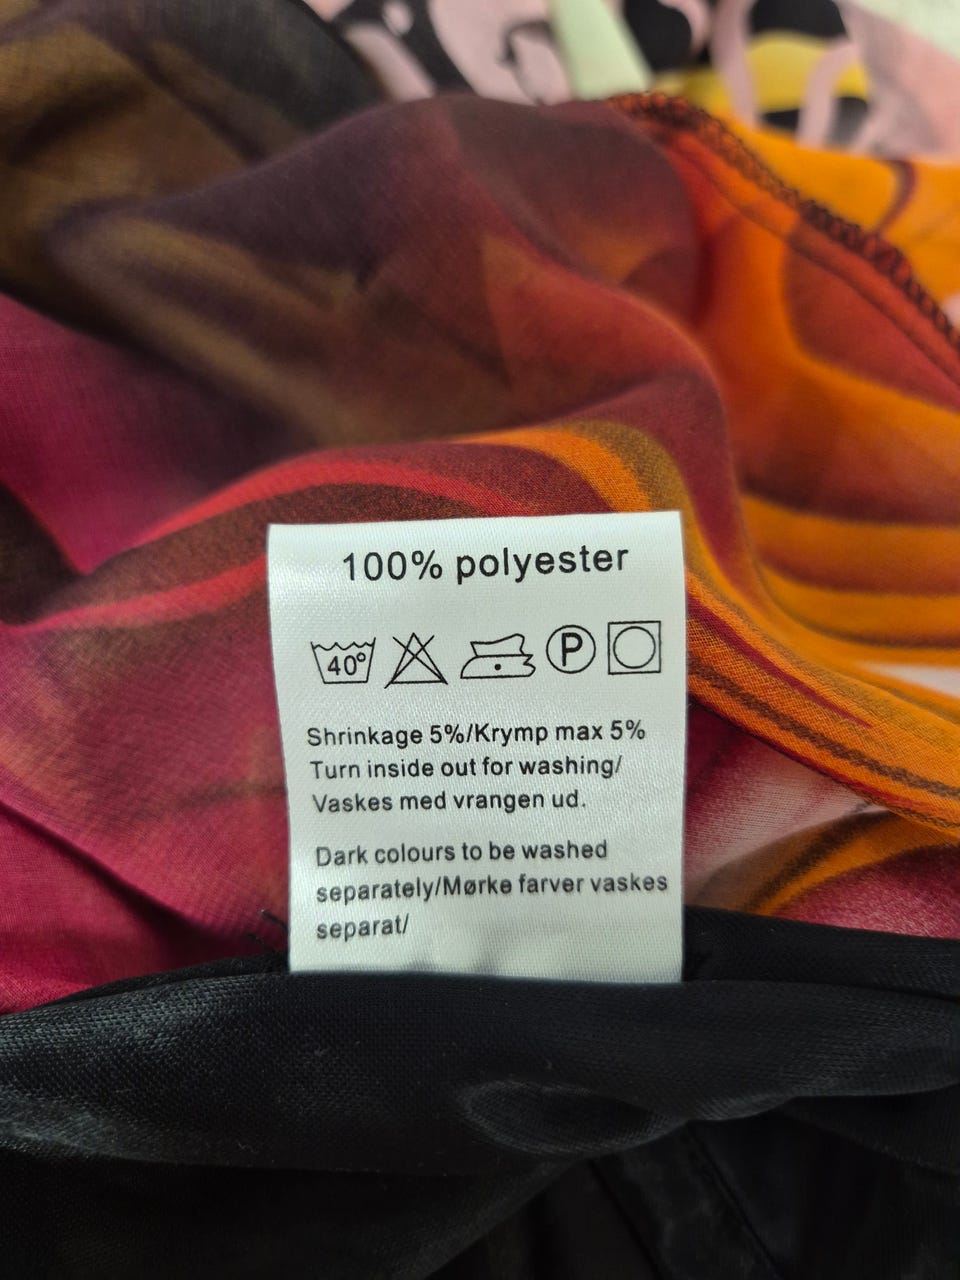 100% polyester
40° P
Shrinkage 5%/Krymp max 5%
Turn inside out for washing/
Vaskes med vrangen ud.
Dark colours to be washed
separately/Mørke farver vaskes
separat/